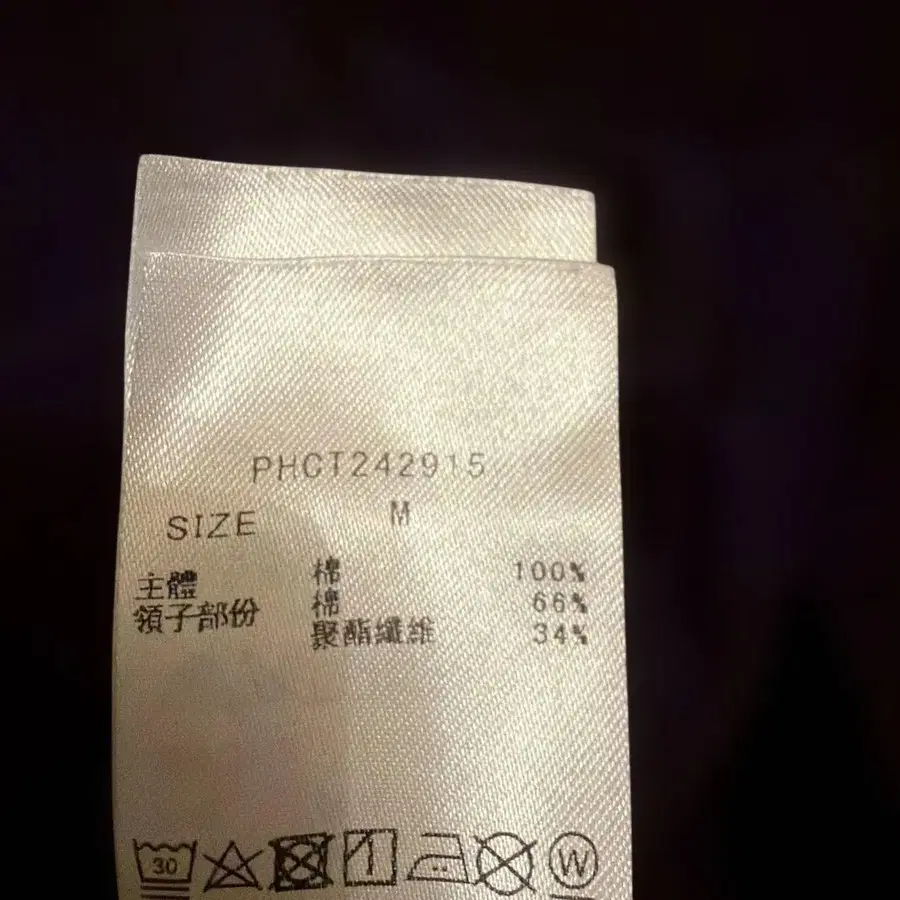 PHCT242915
SIZE M
主體 棉 100%
領子部份 棉 66%
聚酯纖維 34%
30 W